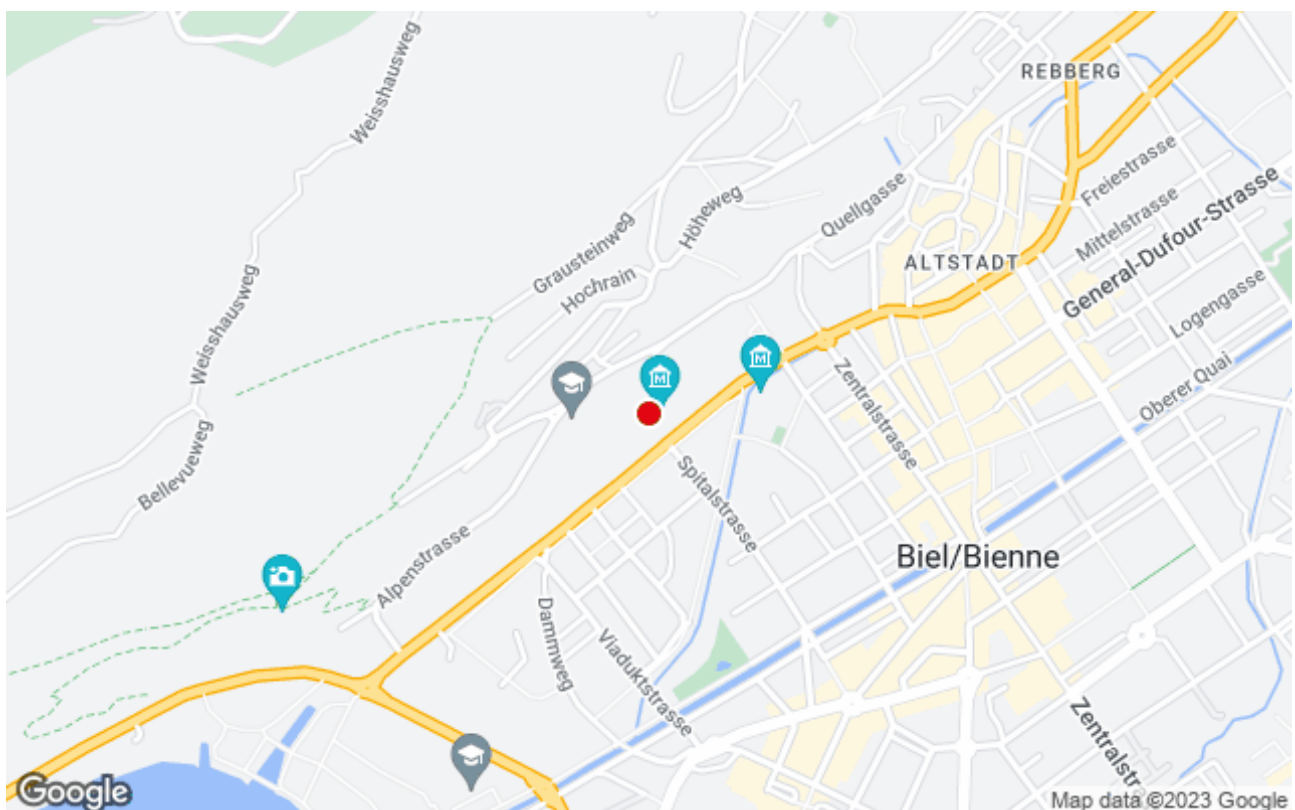 REBBERG
Weisshausweg
Freiestrasse
Quellgasse
Höheweg
Mittelstrasse
General-Dufour-Strasse
Grausteinweg
ALTSTADT
Hochrain
Logengasse
Weisshausweg
Oberer Quai
Zentralstrasse
M
M
Bellevueweg
Spitalstrasse
Biel/Bienne
Alpenstrasse
Dammweg
Viaduktstrasse
Zentralstr
Google
Map data ©2023 Google